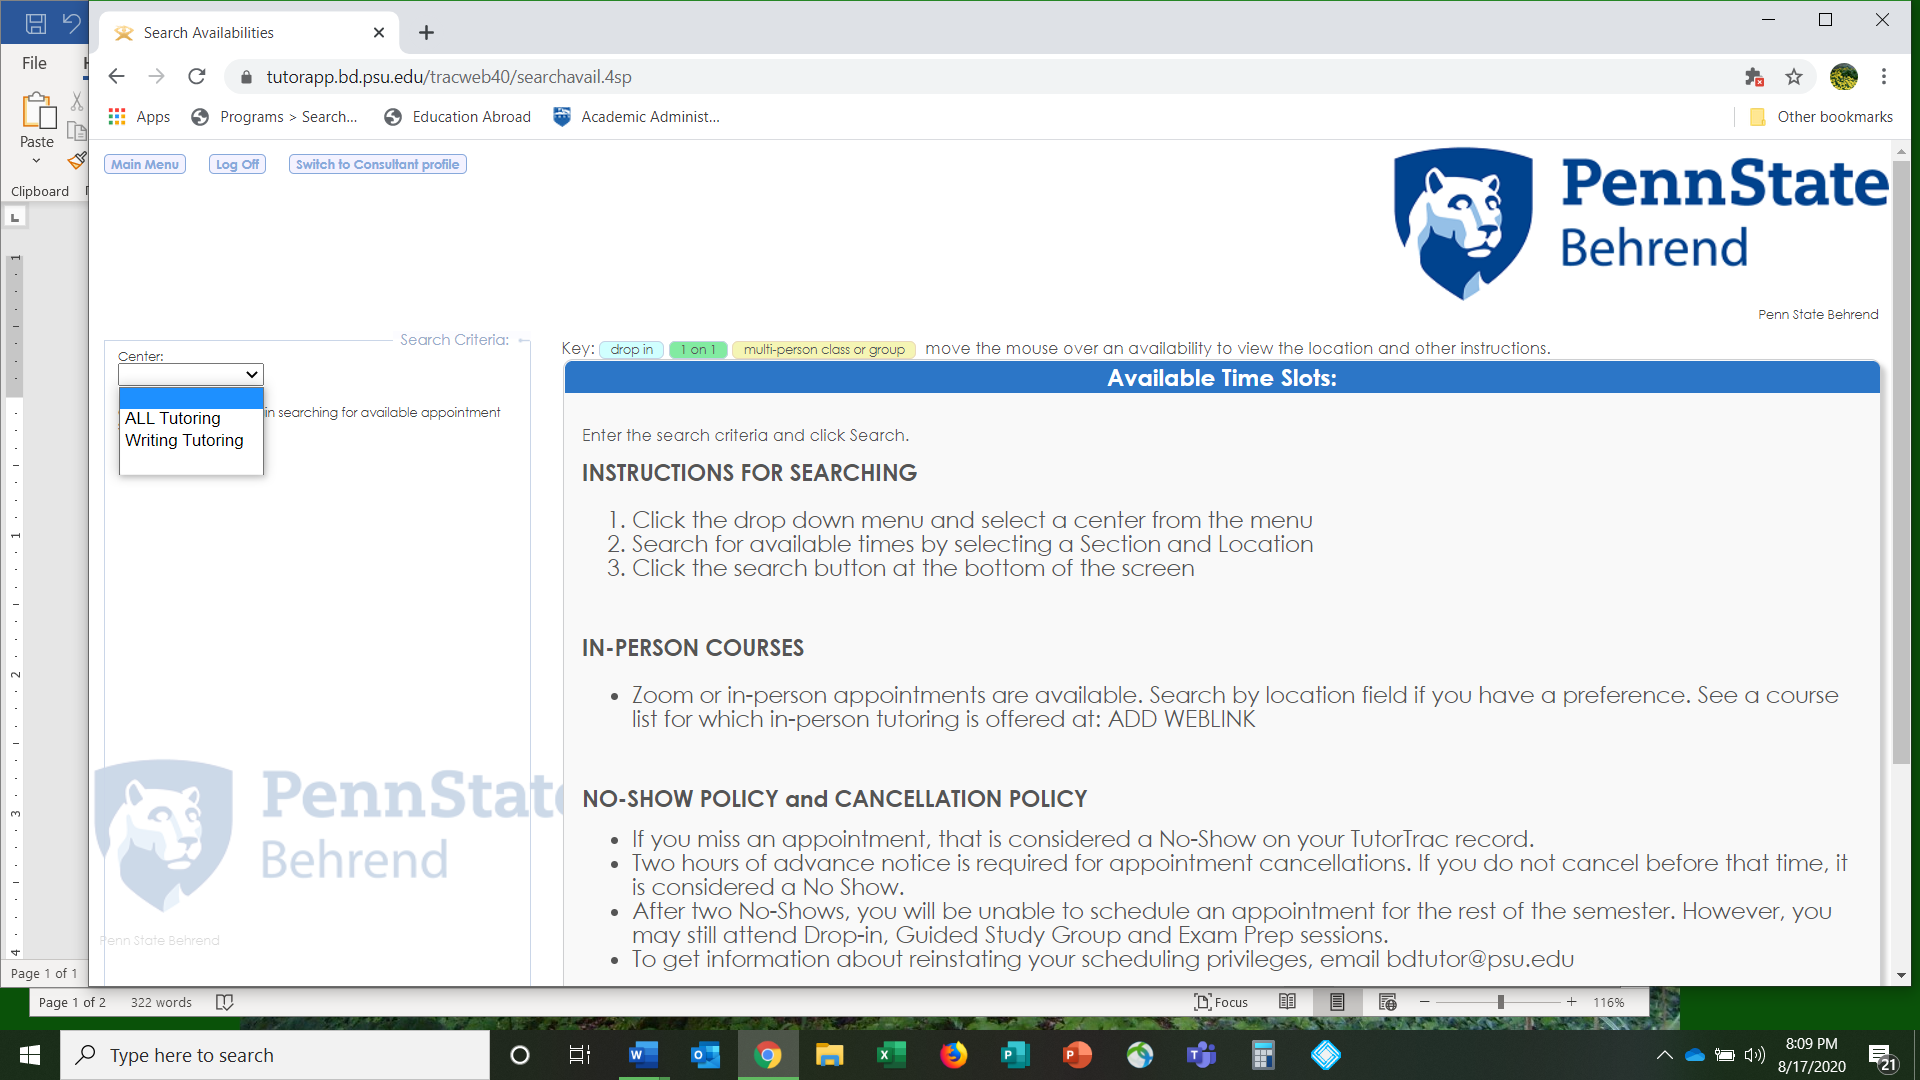 Search Availabilities
File
tutorapp.bd.psu.edu/tracweb40/searchavail.4sp
Apps
Programs > Search...
Education Abroad
Academic Administ...
Other bookmarks
Paste
Clipboard
Main Menu
Log Off
Switch to Consultant profile
PennState
Behrend
Penn State Behrend
Search Criteria:
Center:
ALL Tutoring
Writing Tutoring
in searching for available appointment
Key: drop in 1 on 1 multi-person class or group move the mouse over an availability to view the location and other instructions.
Available Time Slots:
Enter the search criteria and click Search.
INSTRUCTIONS FOR SEARCHING
1. Click the drop down menu and select a center from the menu
2. Search for available times by selecting a Section and Location
3. Click the search button at the bottom of the screen
IN-PERSON COURSES
• Zoom or in-person appointments are available. Search by location field if you have a preference. See a course
list for which in-person tutoring is offered at: ADD WEBLINK
NO-SHOW POLICY and CANCELLATION POLICY
• If you miss an appointment, that is considered a No-Show on your TutorTrac record.
• Two hours of advance notice is required for appointment cancellations. If you do not cancel before that time, it
is considered a No Show.
• After two No-Shows, you will be unable to schedule an appointment for the rest of the semester. However, you
may still attend Drop-in, Guided Study Group and Exam Prep sessions.
• To get information about reinstating your scheduling privileges, email bdtutor@psu.edu
PennStat
Behrend
Penn State Behrend
1
1
2
3
4
Page 1 of 1
Page 1 of 2
322 words
Focus
116%
Type here to search
8:09 PM
8/17/2020
21